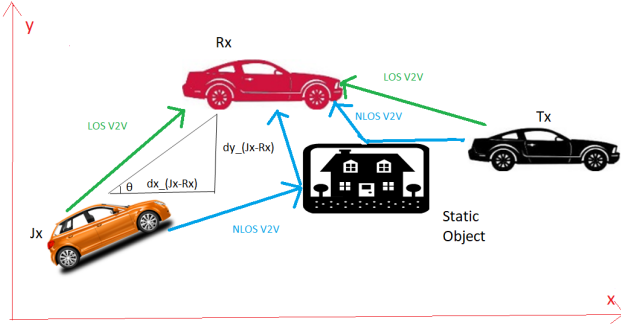 y
Rx
LOS V2V
Tx
NLOS V2V
LOS V2V
dy_(Jx-Rx)
θ
dx_(Jx-Rx)
Jx
NLOS V2V
Static
Object
x